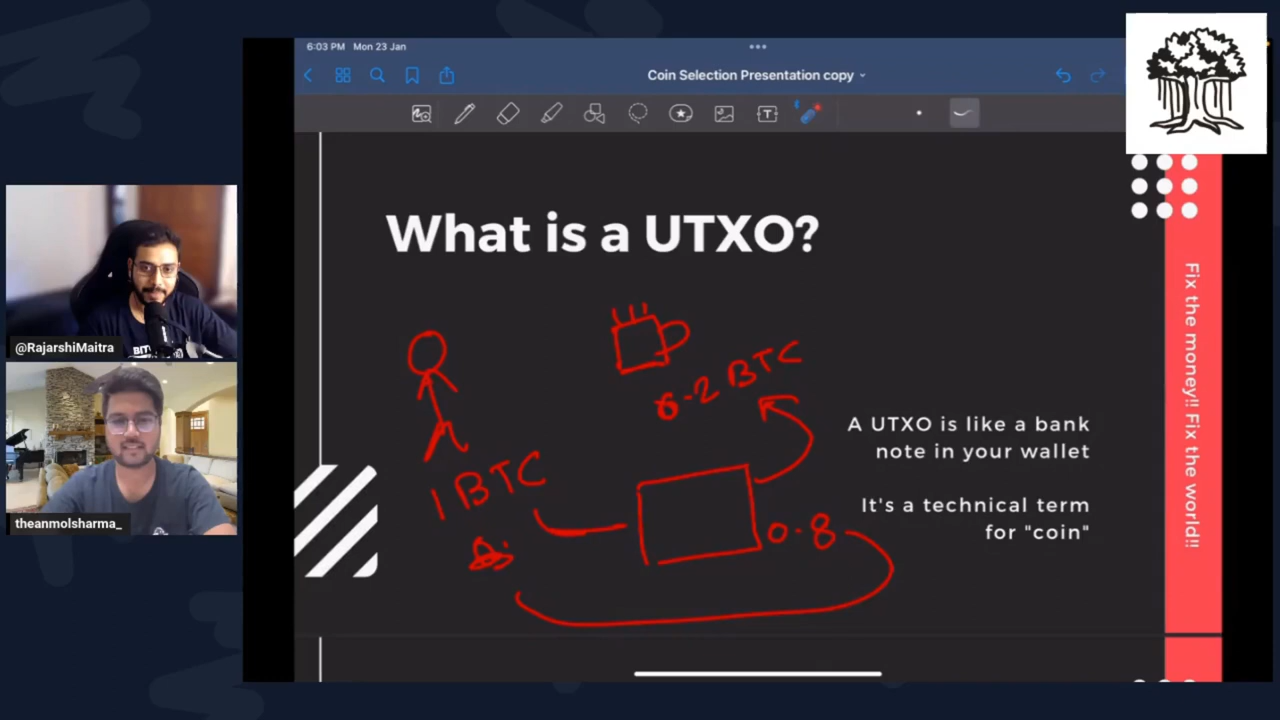 6:03 PM Mon 23 Jan
Coin Selection Presentation copy
What is a UTXO?
0.2 BTC
A UTXO is like a bank
note in your wallet
1 BTC
It's a technical term
for "coin"
0.8
Fix the money!! Fix the world!!
@RajarshiMaitra
BIT
theanmolsharma_